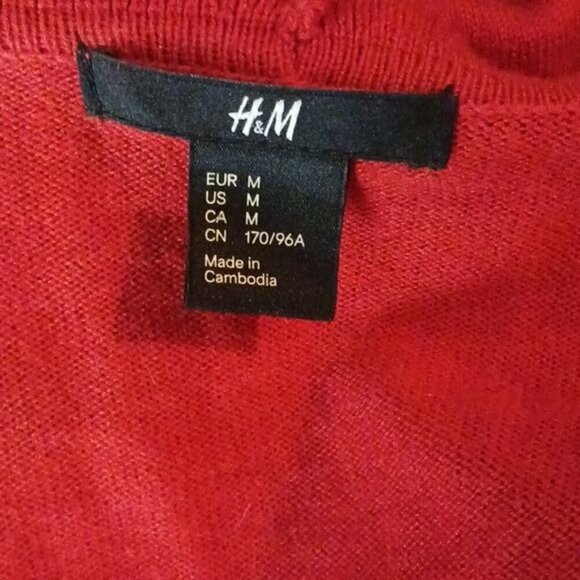 H&M
EUR M
US M
CA M
CN 170/96A
Made in
Cambodia